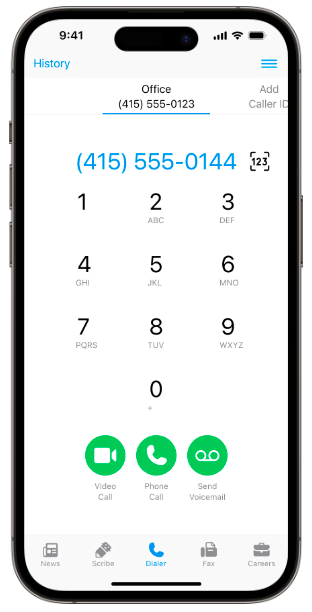 9:41
History
Office
(415) 555-0123
Add
Caller ID
(415) 555-0144
123
1
2
ABC
3
DEF
4
GHI
5
JKL
6
MNO
7
PQRS
8
TUV
9
WXYZ
0
+
Video
Call
Phone
Call
Send
Voicemail
News
Scribe
Dialer
Fax
Careers